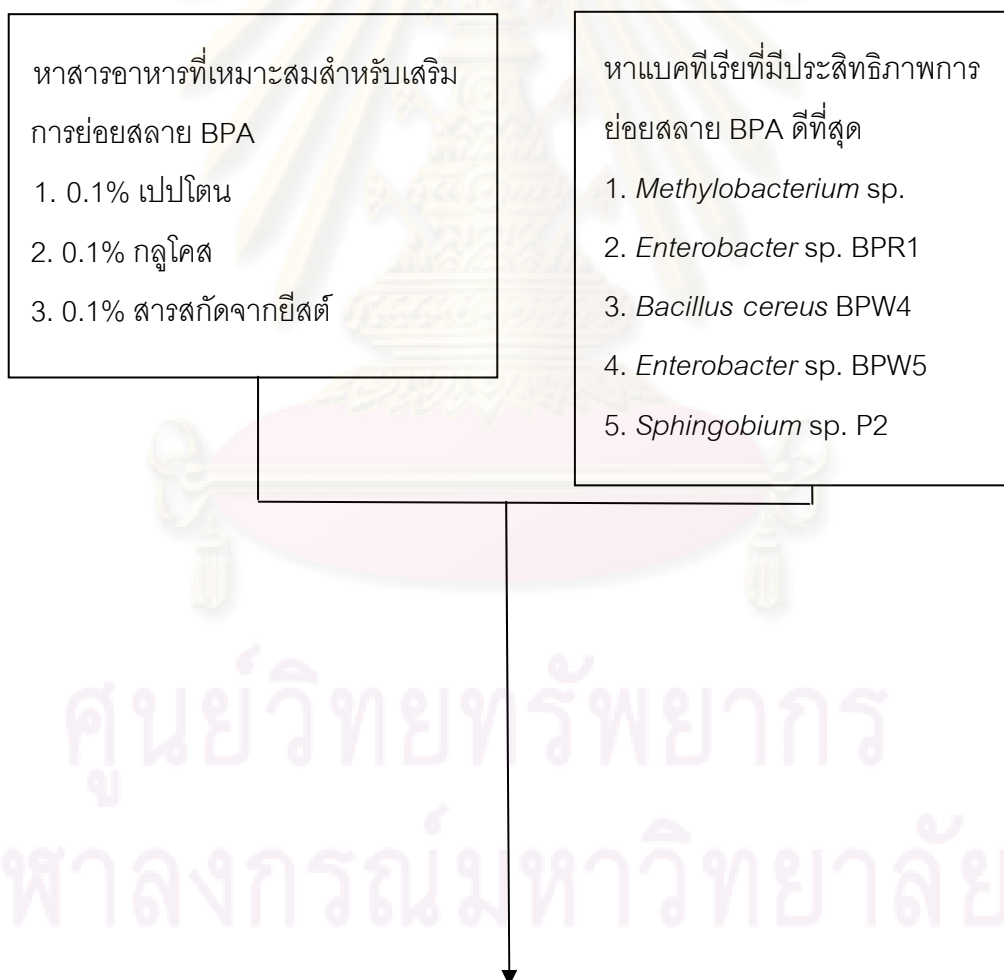 หาสารอาหารที่เหมาะสมสำหรับเสริม
การย่อยสลาย BPA
1. 0.1% เปปโตน
2. 0.1% กลูโคส
3. 0.1% สารสกัดจากยีสต์
หาแบคทีเรียที่มีประสิทธิภาพการ
ย่อยสลาย BPA ดีที่สุด
1. Methylobacterium sp.
2. Enterobacter sp. BPR1
3. Bacillus cereus BPW4
4. Enterobacter sp. BPW5
5. Sphingobium sp. P2
ศูนย์วิทยทรัพยากร
ฬาลงกรณ์มหาวิทยาลัย